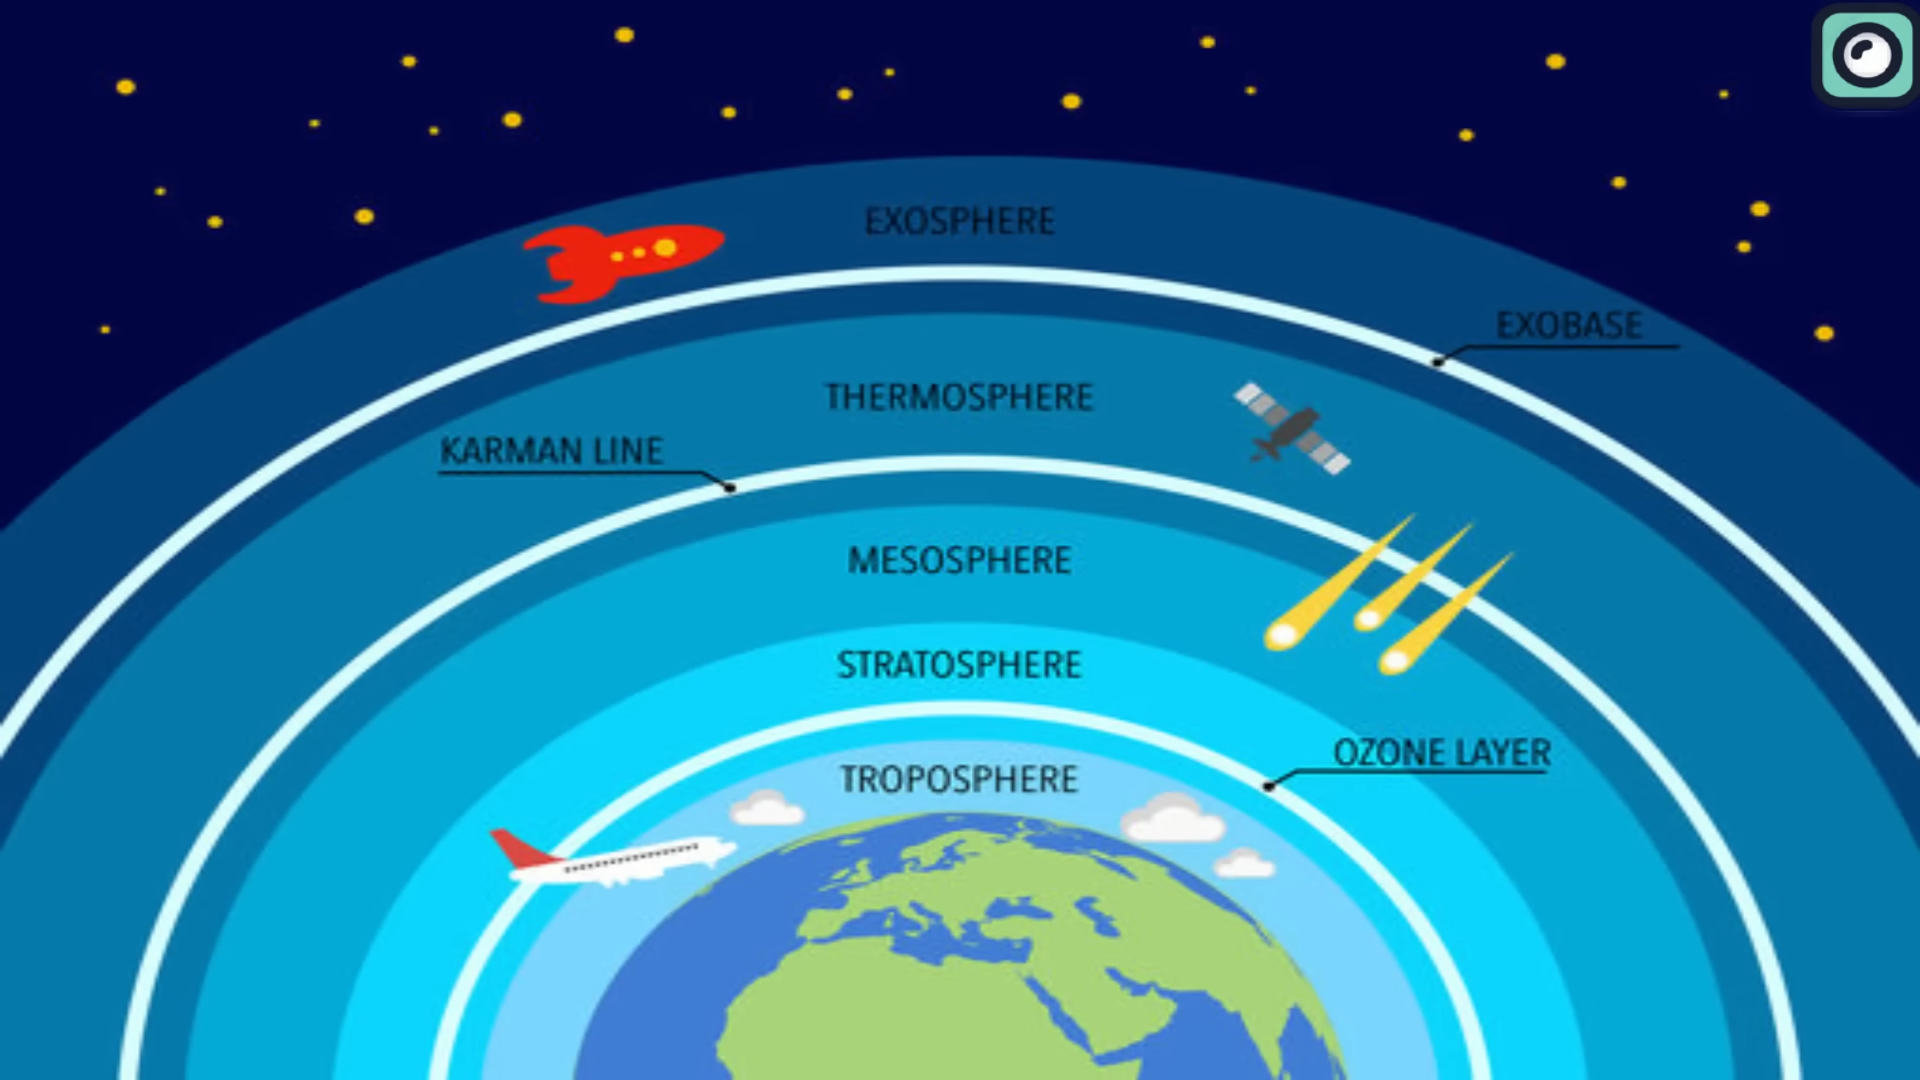 EXOSPHERE
EXOBASE
THERMOSPHERE
KARMAN LINE
MESOSPHERE
STRATOSPHERE
OZONE LAYER
TROPOSPHERE